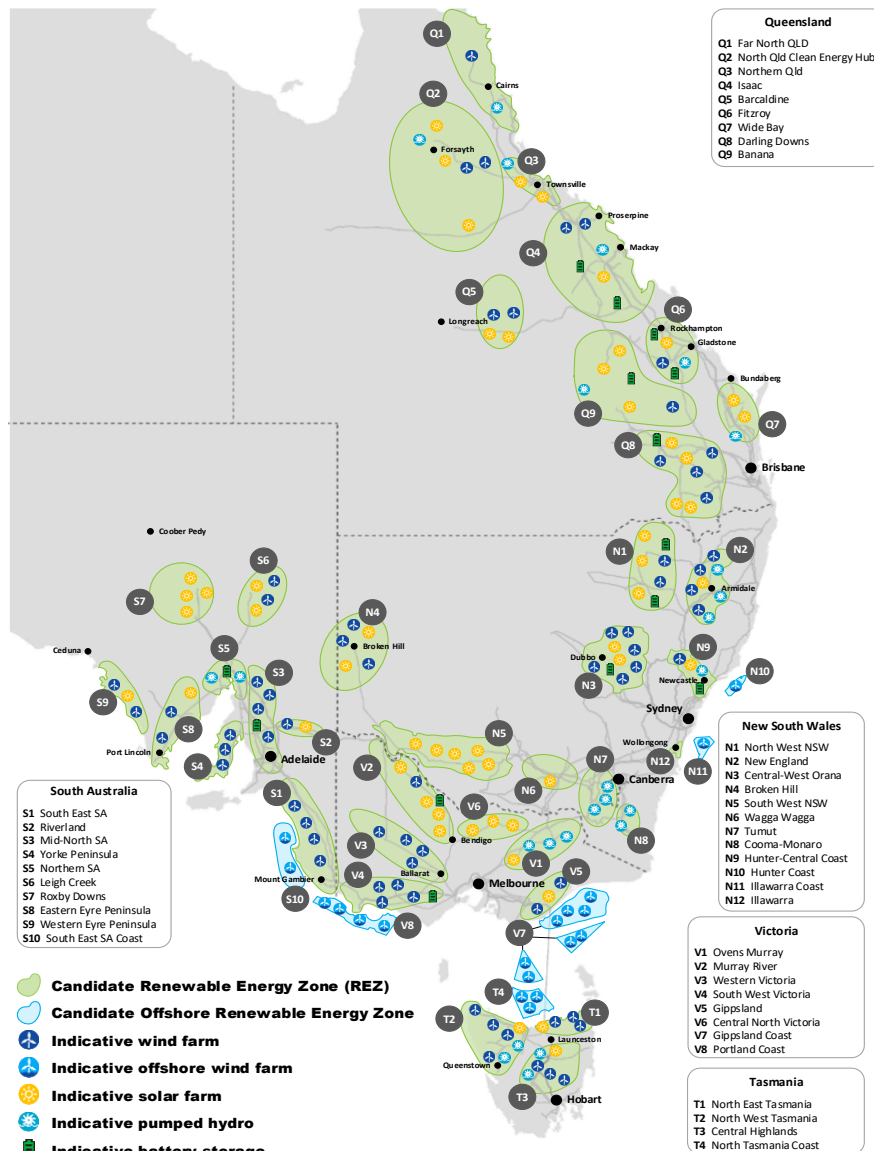 Queensland
Q1 Far North QLD
Q2 North Qld Clean Energy Hub
Q3 Northern Qld
Q4 Isaac
Q5 Barcaldine
Q6 Fitzroy
Q7 Wide Bay
Q8 Darling Downs
Q9 Banana
Q1
Cairns
Q2
Forsyth
Q3
Townsville
Proserpine
Q4
Mackay
Q5
Longreach
Q6
Rockhampton
Gladstone
Bundaberg
Q9
Q7
Q8
Brisbane
Coober Pedy
N1
N2
S6
S7
Armidale
N4
Ceduna
S5
Broken Hill
Dubbo
N9
S3
N3
Newcastle
N10
S9
Sydney
S8
S2
N5
Wollongong
Port Lincoln
Adelaide
N12
N11
S4
V2
N7
Canberra
S1
N6
V6
N8
Bendigo
V3
V1
Ballarat
V5
Mount Gambier
V4
Melbourne
S10
V8
V7
T4
T2
T1
Launceston
Queenstown
T3
Hobart
New South Wales
N1 North West NSW
N2 New England
N3 Central-West Orana
N4 Broken Hill
N5 South West NSW
N6 Wagga Wagga
N7 Tumut
N8 Cooma-Monaro
N9 Hunter-Central Coast
N10 Hunter Coast
N11 Illawarra Coast
N12 Illawarra
South Australia
S1 South East SA
S2 Riverland
S3 Mid-North SA
S4 Yorke Peninsula
S5 Northern SA
S6 Leigh Creek
S7 Roxby Downs
S8 Eastern Eyre Peninsula
S9 Western Eyre Peninsula
S10 South East SA Coast
Victoria
V1 Ovens Murray
V2 Murray River
V3 Western Victoria
V4 South West Victoria
V5 Gippsland
V6 Central North Victoria
V7 Gippsland Coast
V8 Portland Coast
Tasmania
T1 North East Tasmania
T2 North West Tasmania
T3 Central Highlands
T4 North Tasmania Coast
Candidate Renewable Energy Zone (REZ)
Candidate Offshore Renewable Energy Zone
Indicative wind farm
Indicative offshore wind farm
Indicative solar farm
Indicative pumped hydro
Indicative battery storage